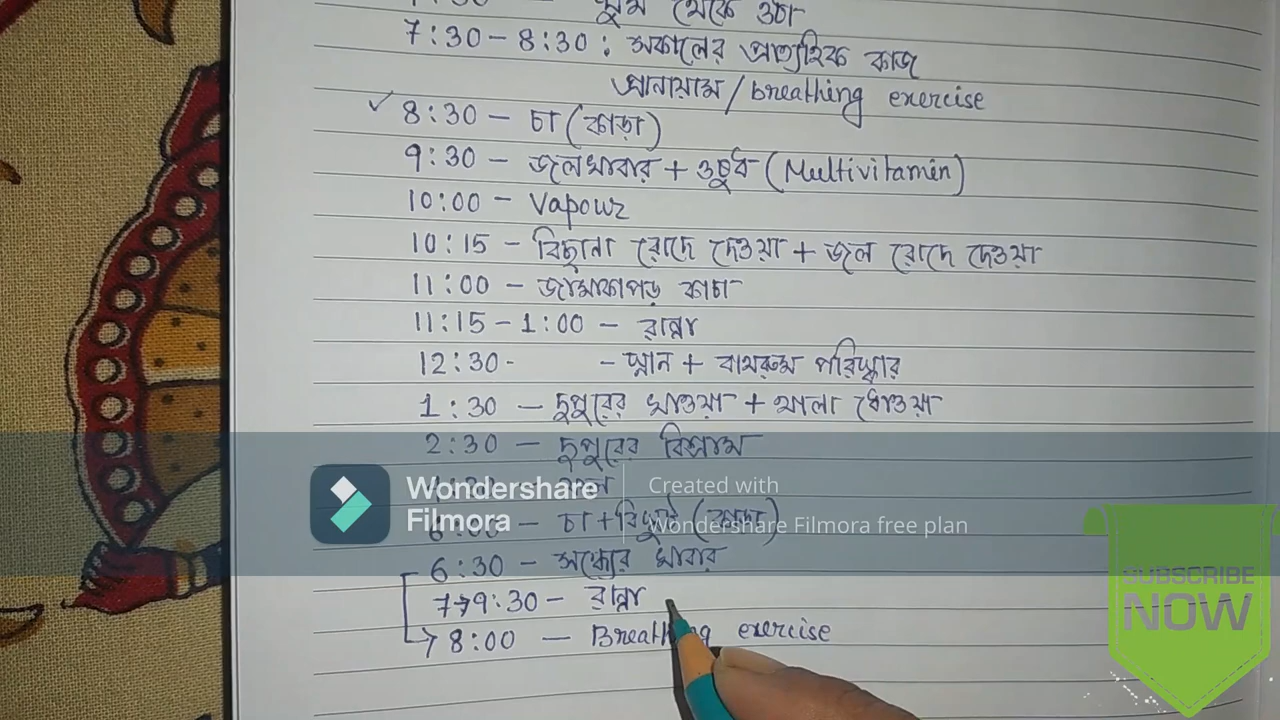 ঘুম থেকে ওঠা
7:30-8:30: সকালের প্রাত্যহিক কাজ
প্রানায়াম/breathing exercise
✓ 8:30 - চা (কাড়া)
9:30 - জলখাবার + ওষুধ (Multivitamin)
10:00 - Vapour
10:15 - বিছানা রোদে দেওয়া + জল রোদে দেওয়া
11:00 - জামাকাপড় কাচা
11:15-1:00 - রান্না
12:30- - স্নান + বাথরুম পরিষ্কার
1:30 - দুপুরের খাওয়া + থালা ধোওয়া
2:30 - দুপুরের বিশ্রাম
Wondershare Filmora
Created with
Wondershare Filmora free plan
চা + বিস্কুট (কাড়া)
6:30 - সন্ধ্যের খাবার
7→9:30 - রান্না
→ 8:00 - Breathing exercise
SUBSCRIBE
NOW